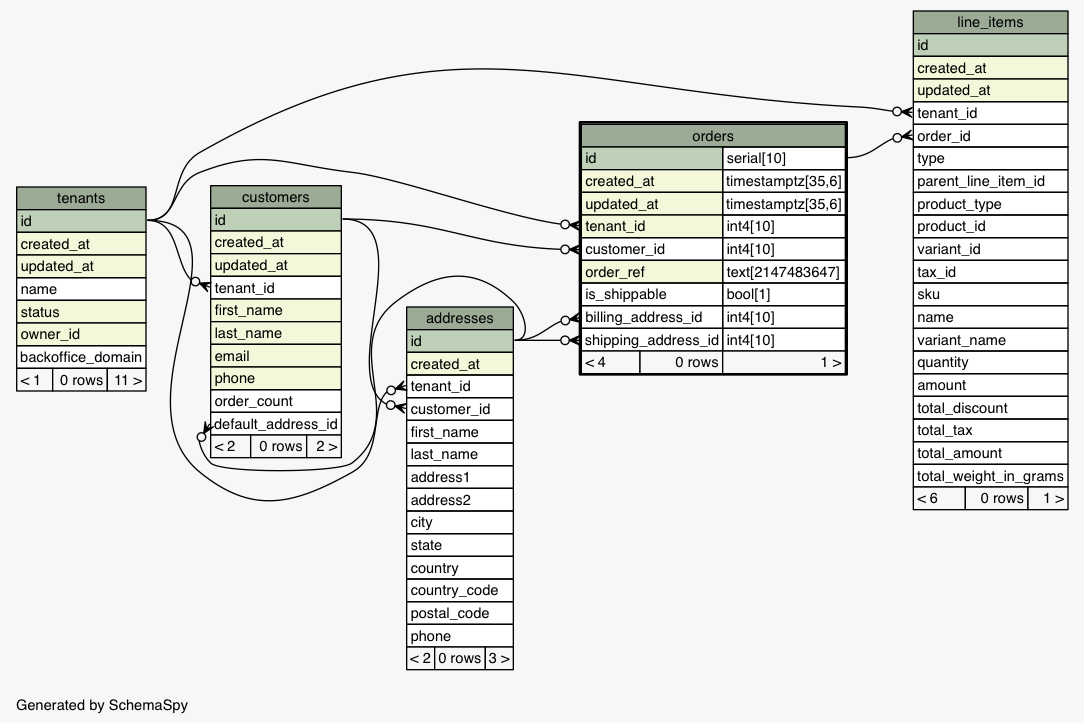 tenants
id
created_at
updated_at
name
status
owner_id
backoffice_domain
< 1 0 rows 11 >
customers
id
created_at
updated_at
tenant_id
first_name
last_name
email
phone
order_count
default_address_id
< 2 0 rows 2 >
addresses
id
created_at
tenant_id
customer_id
first_name
last_name
address1
address2
city
state
country
country_code
postal_code
phone
< 2 0 rows 3 >
orders
id serial[10]
created_at timestamptz[35,6]
updated_at timestamptz[35,6]
tenant_id int4[10]
customer_id int4[10]
order_ref text[2147483647]
is_shippable bool[1]
billing_address_id int4[10]
shipping_address_id int4[10]
< 4 0 rows 1 >
line_items
id
created_at
updated_at
tenant_id
order_id
type
parent_line_item_id
product_type
product_id
variant_id
tax_id
sku
name
variant_name
quantity
amount
total_discount
total_tax
total_amount
total_weight_in_grams
< 6 0 rows 1 >
Generated by SchemaSpy